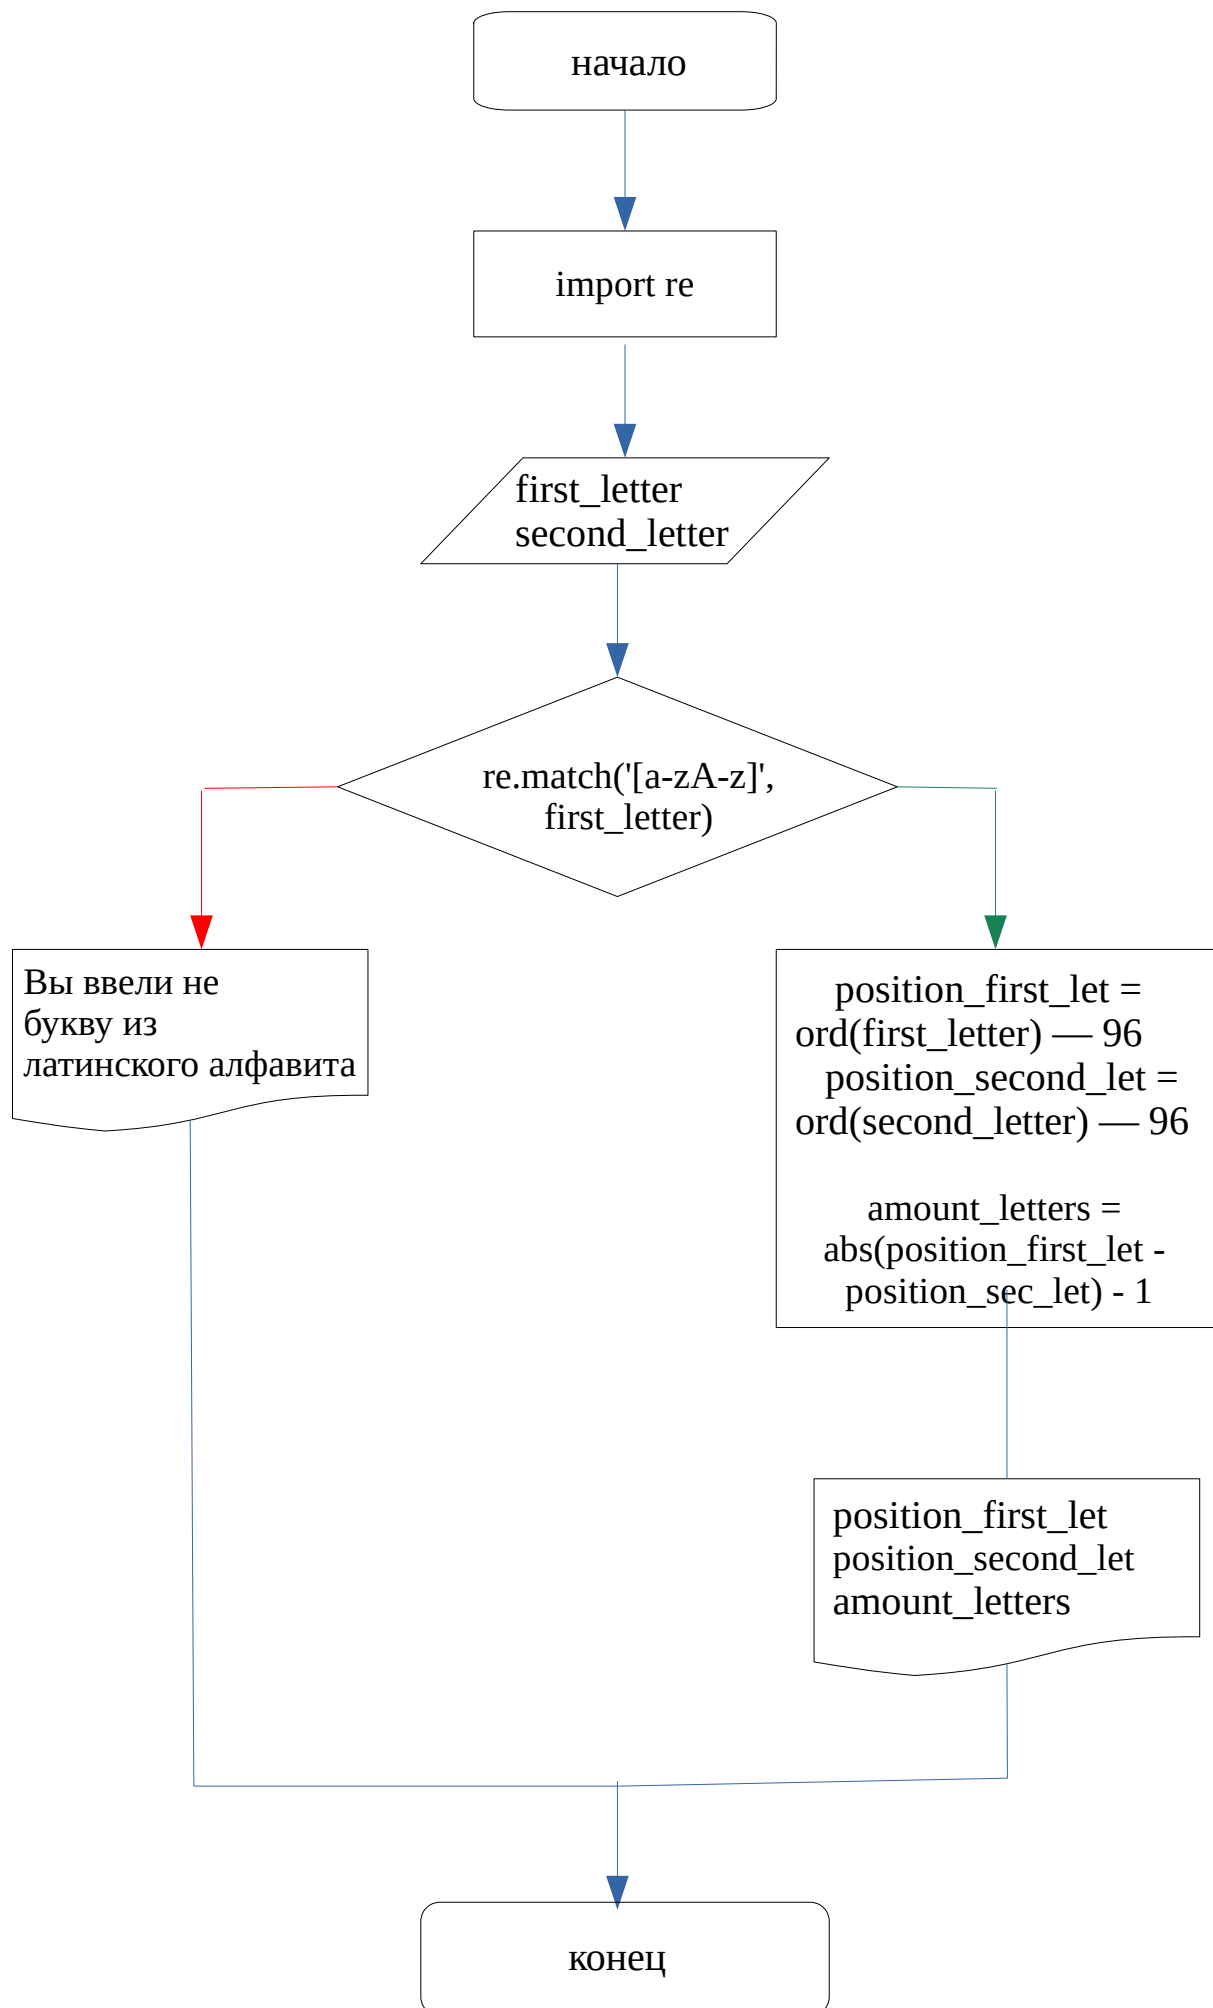 начало
import re
first_letter
second_letter
re.match('[a-zA-z]',
first_letter)
Вы ввели не
букву из
латинского алфавита
position_first_let =
ord(first_letter) — 96
position_second_let =
ord(second_letter) — 96
amount_letters =
abs(position_first_let -
position_sec_let) - 1
position_first_let
position_second_let
amount_letters
конец